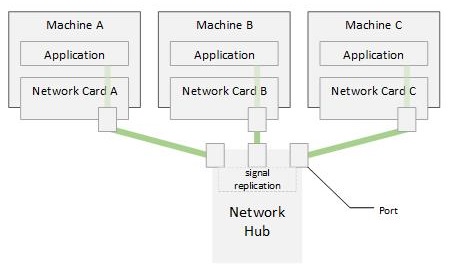 Machine A
Machine B
Machine C
Application
Application
Application
Network Card A
Network Card B
Network Card C
signal
replication
Network
Hub
Port